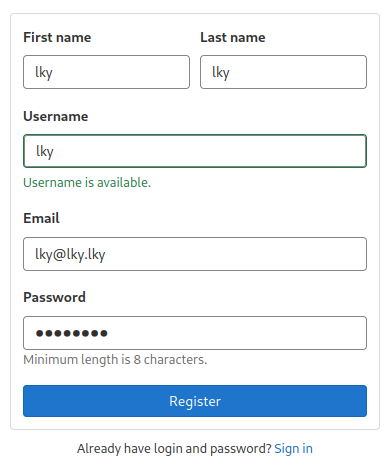 First name Last name
lky lky
Username
lky
Username is available.
Email
lky@lky.lky
Password
●●●●●●●●
Minimum length is 8 characters.
Register
Already have login and password? Sign in